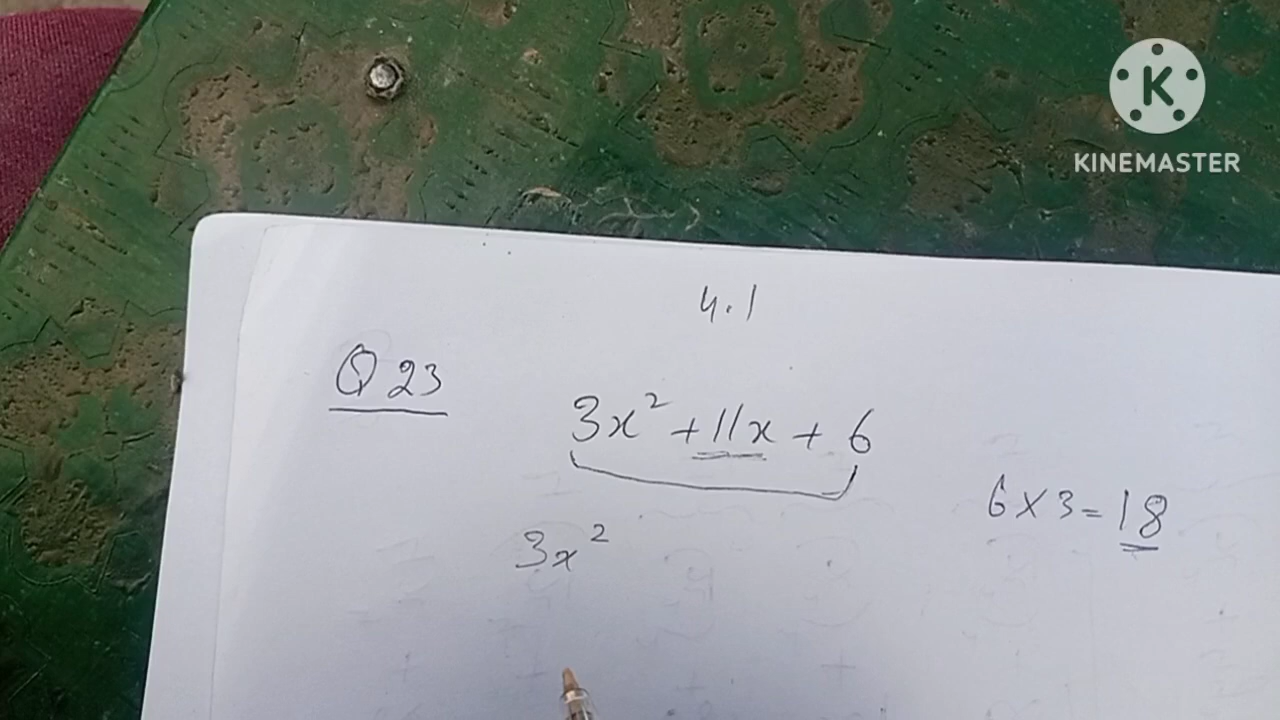 K
KINEMASTER
4.1
Q 23
3x² + 11x + 6
6 x 3 = 18
3x²